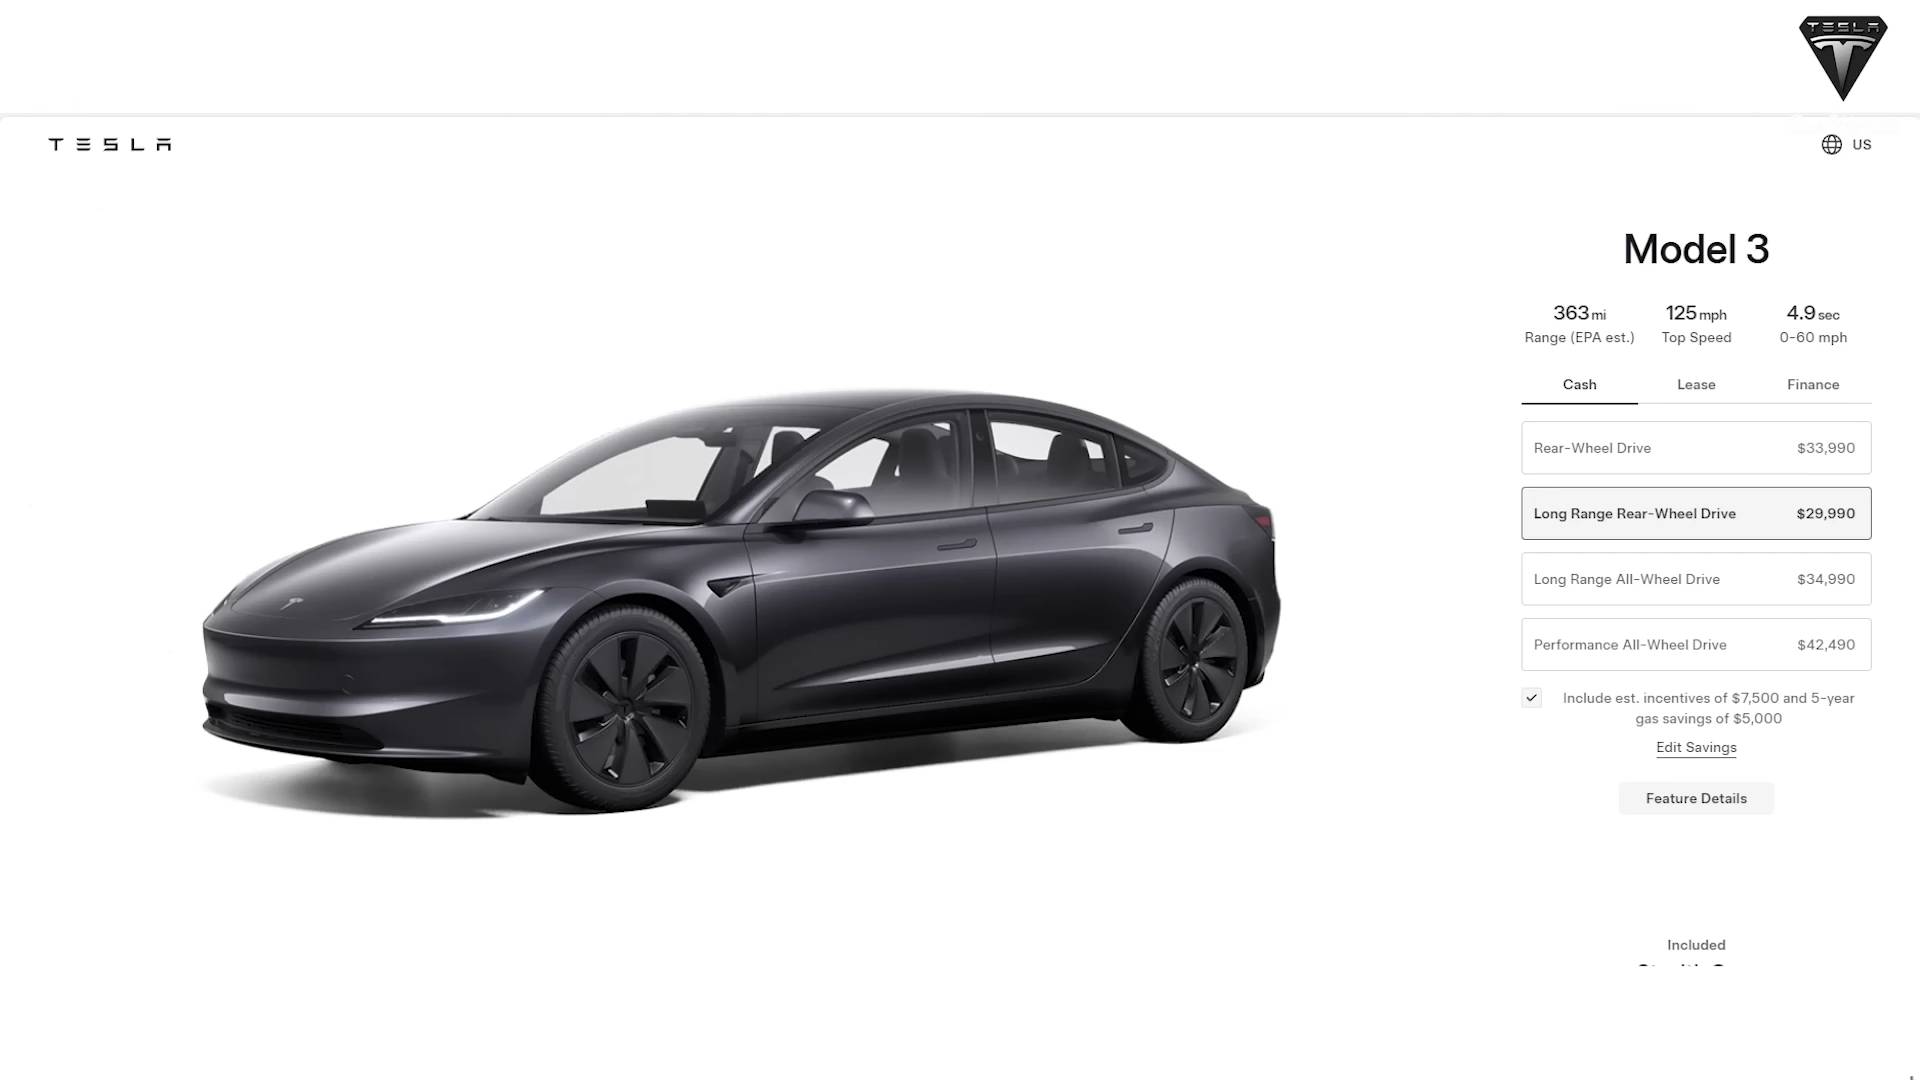 TESLA
TESLA
US
Model 3
363 mi
Range (EPA est.)
125 mph
Top Speed
4.9 sec
0-60 mph
Cash
Lease
Finance
Rear-Wheel Drive $33,990
Long Range Rear-Wheel Drive $29,990
Long Range All-Wheel Drive $34,990
Performance All-Wheel Drive $42,490
Include est. incentives of $7,500 and 5-year
gas savings of $5,000
Edit Savings
Feature Details
Included